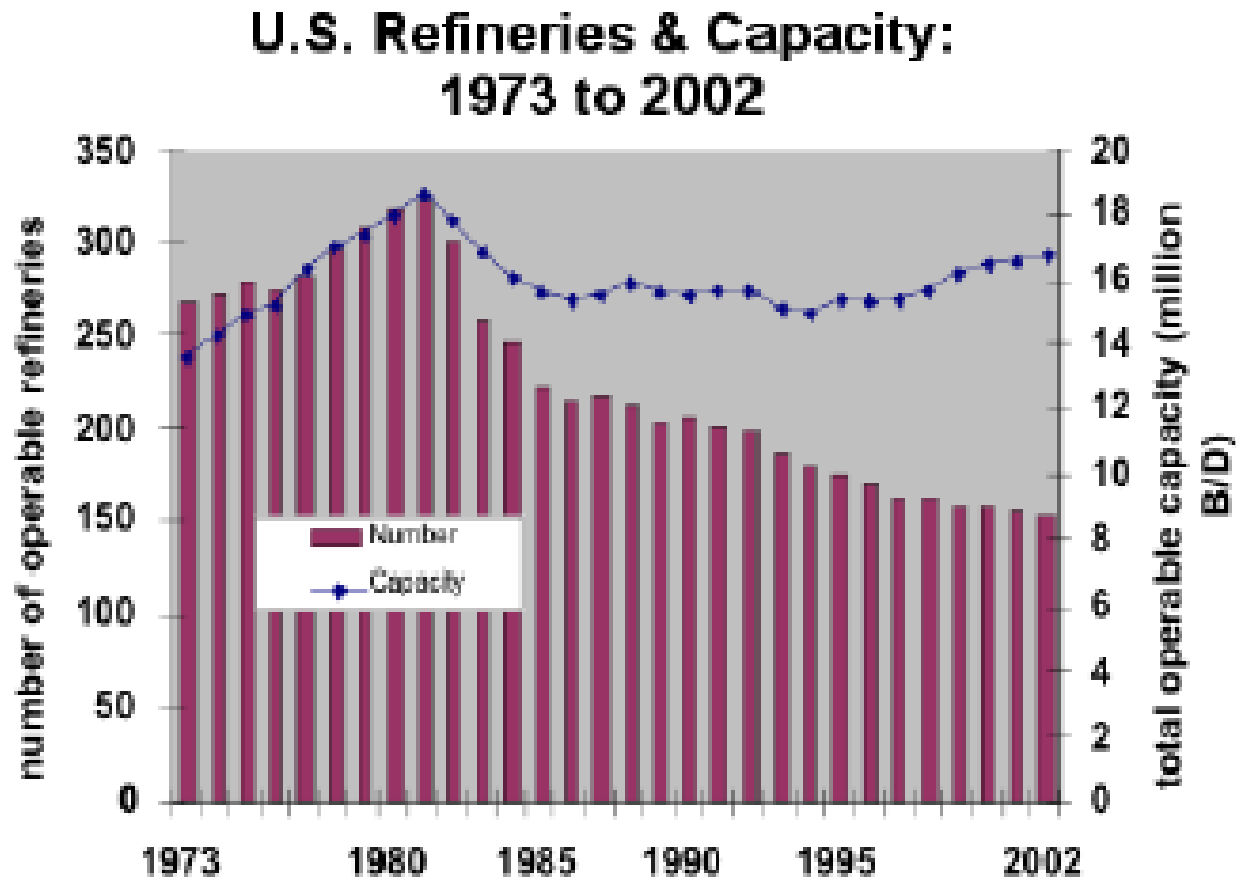 U.S. Refineries & Capacity:
1973 to 2002
number of operable refineries
350
300
250
200
150
100
50
0
Number
Capacity
20
18
16
14
12
10
8
6
4
2
0
total operable capacity (million
B/D)
1973 1980 1985 1990 1995 2002